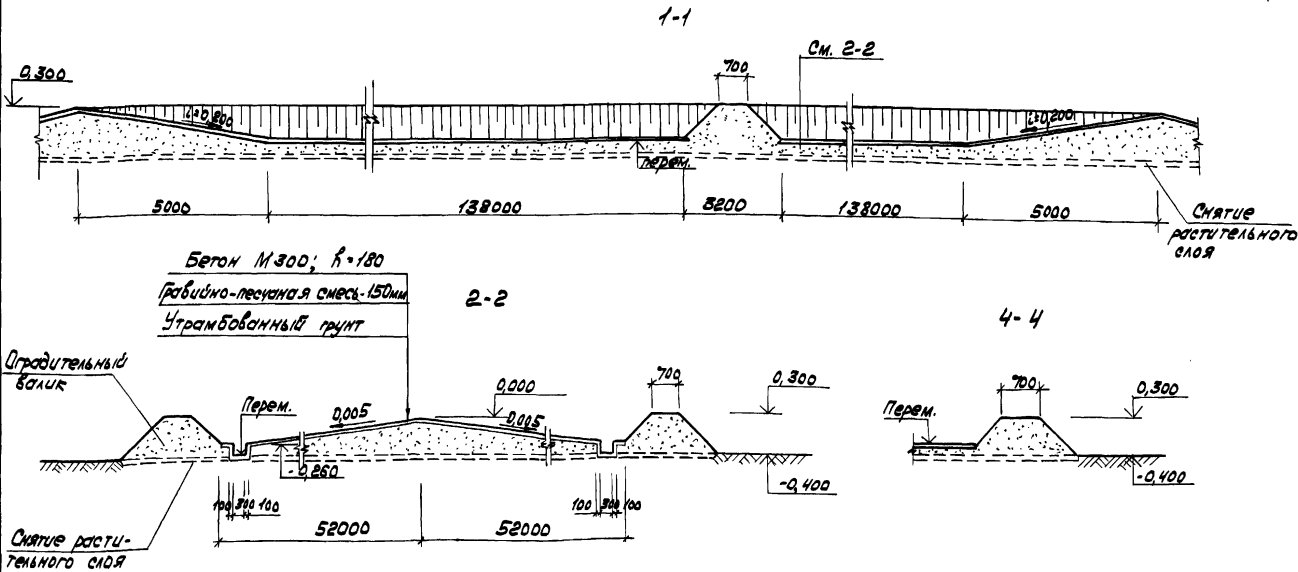 1-1
См. 2-2
0,300
700
i=0,200
i=0,200
перем.
5000
138000
3200
138000
5000
Снятие
растительного
слоя
Бетон М300; h=180
Гравийно-песчаная смесь-150мм
Утрамбованный грунт
2-2
4-4
Оградительный
валик
Перем.
0,005
0,000
0,005
700
0,300
-0,260
-0,400
100 300 100
100 300 100
52000
52000
Снятие расти-
тельного слоя
Перем.
700
0,300
-0,400